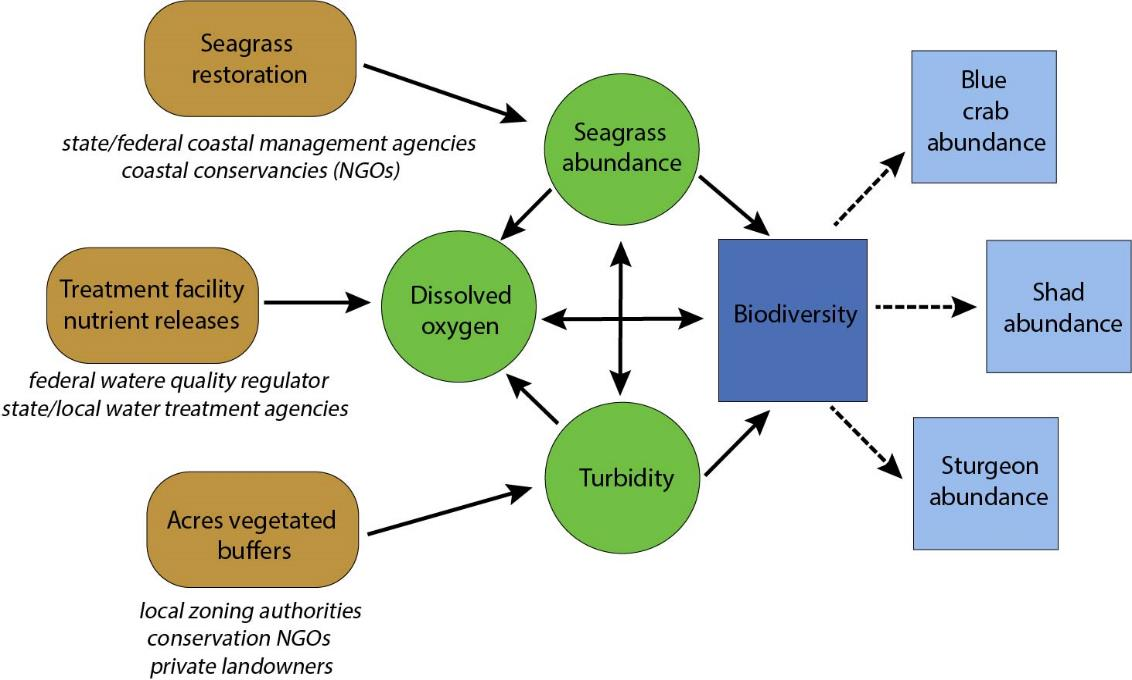 Seagrass
restoration
state/federal coastal management agencies
coastal conservancies (NGOs)
Treatment facility
nutrient releases
federal watere quality regulator
state/local water treatment agencies
Acres vegetated
buffers
local zoning authorities
conservation NGOs
private landowners
Seagrass
abundance
Dissolved
oxygen
Turbidity
Biodiversity
Blue
crab
abundance
Shad
abundance
Sturgeon
abundance